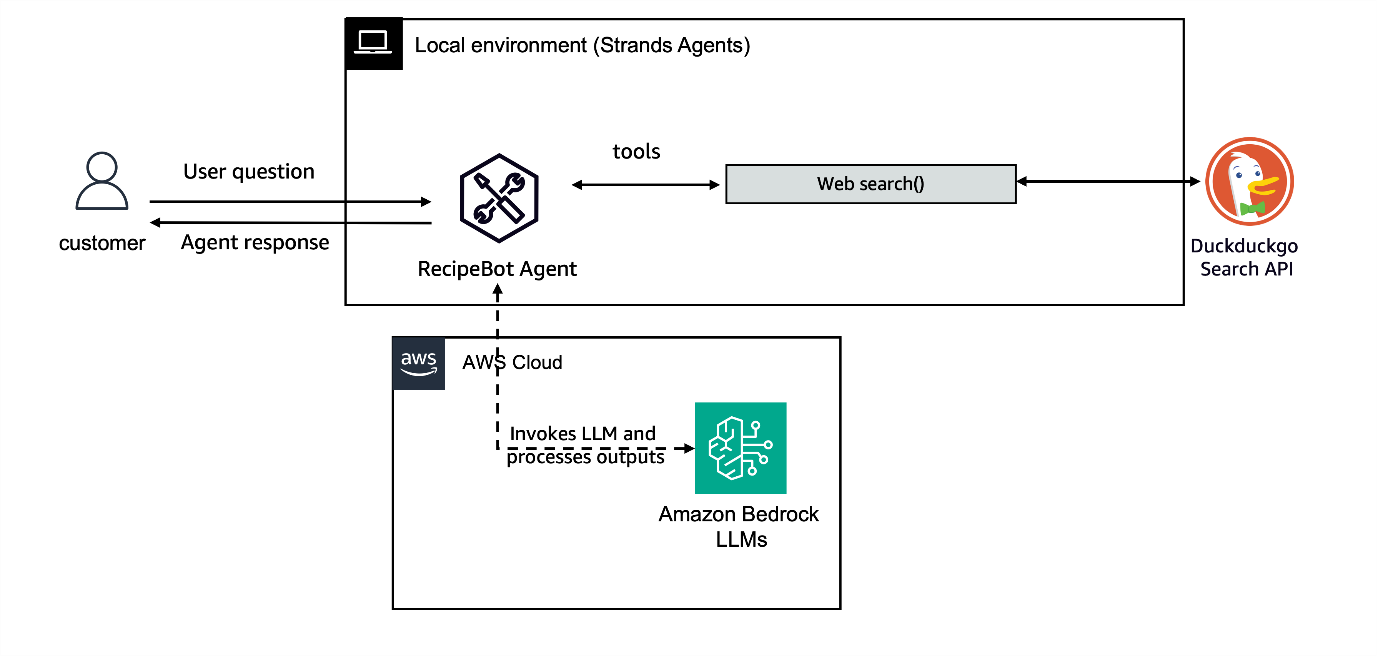 Local environment (Strands Agents)
tools
User question
Web search()
customer
Agent response
Duckduckgo
Search API
RecipeBot Agent
aws
AWS Cloud
Invokes LLM and
processes outputs
Amazon Bedrock
LLMs